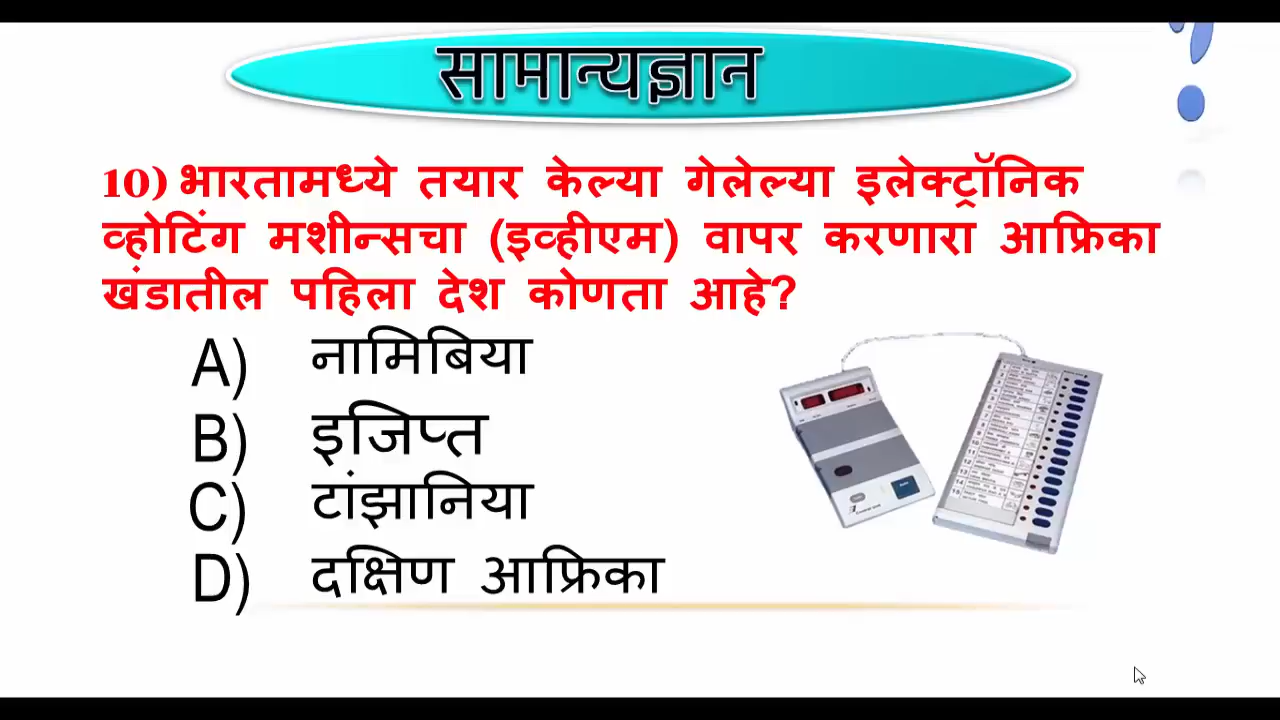 सामान्यज्ञान
10) भारतामध्ये तयार केल्या गेलेल्या इलेक्ट्रॉनिक
व्होटिंग मशीन्सचा (इव्हीएम) वापर करणारा आफ्रिका
खंडातील पहिला देश कोणता आहे?
A) नामिबिया
B) इजिप्त
C) टांझानिया
D) दक्षिण आफ्रिका